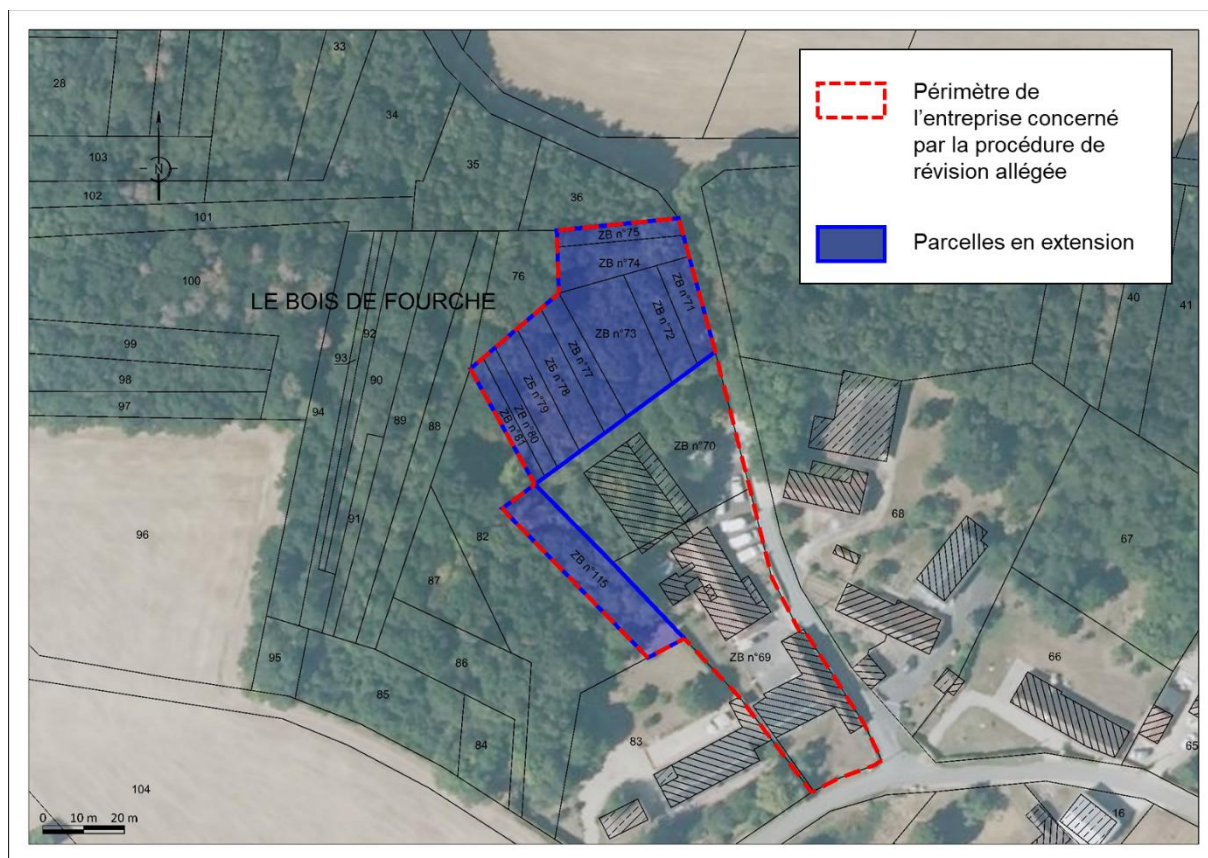 Périmètre de
l'entreprise concerné
par la procédure de
révision allégée
Parcelles en extension
33
28
34
103
35
102
36
101
ZB n°75
76
ZB n°74
100
LE BOIS DE FOURCHE
ZB n°71
40
41
92
ZB n°73
ZB n°72
99
93
90
ZB n°77
98
ZB n°78
97
94
89
88
ZB n°79
ZB n°80
ZB n°81
ZB n°70
96
91
82
68
67
87
ZB n°115
95
86
ZB n°69
66
85
84
83
65
104
16
0 10 m 20 m
N